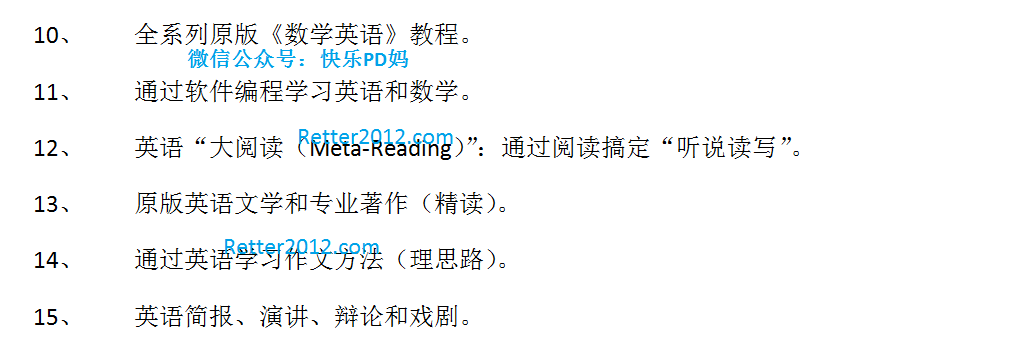 10、 全系列原版《数学英语》教程。
微信公众号：快乐PD妈
11、 通过软件编程学习英语和数学。
Retter2012.com
12、 英语“大阅读（Meta-Reading）”：通过阅读搞定“听说读写”。
13、 原版英语文学和专业著作（精读）。
Retter2012.com
14、 通过英语学习作文方法（理思路）。
15、 英语简报、演讲、辩论和戏剧。